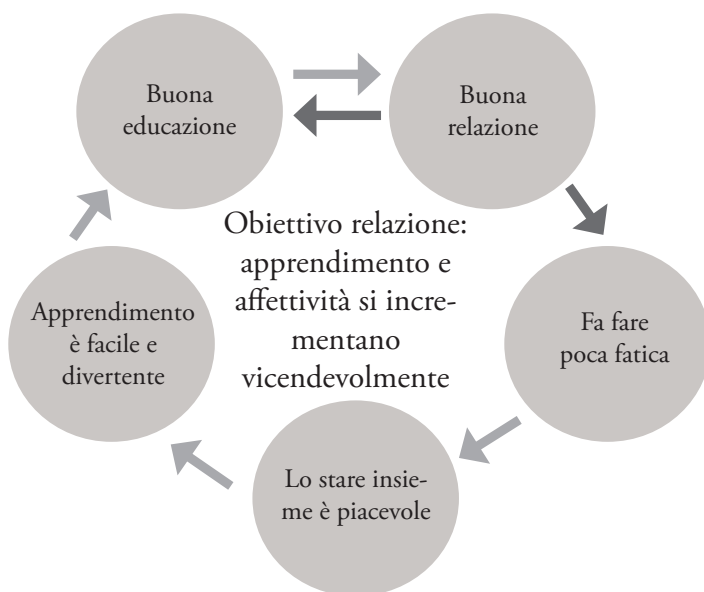 Buona
educazione
Buona
relazione
Obiettivo relazione:
apprendimento e
affettività si incre-
mentano
vicendevolmente
Fa fare
poca fatica
Lo stare insie-
me è piacevole
Apprendimento
è facile e
divertente